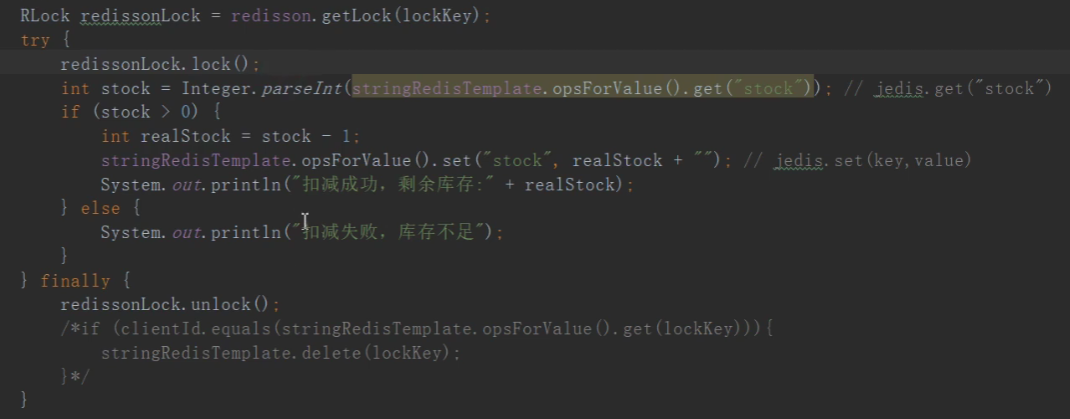 RLock redissonLock = redisson.getLock(lockKey);
try {
redissonLock.lock();
int stock = Integer.parseInt(stringRedisTemplate.opsForValue().get("stock")); // jedis.get("stock")
if (stock > 0) {
int realStock = stock - 1;
stringRedisTemplate.opsForValue().set("stock", realStock + ""); // jedis.set(key,value)
System.out.println("扣减成功，剩余库存:" + realStock);
} else {
System.out.println("扣减失败，库存不足");
}
} finally {
redissonLock.unlock();
/*if (clientId.equals(stringRedisTemplate.opsForValue().get(lockKey))){
stringRedisTemplate.delete(lockKey);
}*/
}